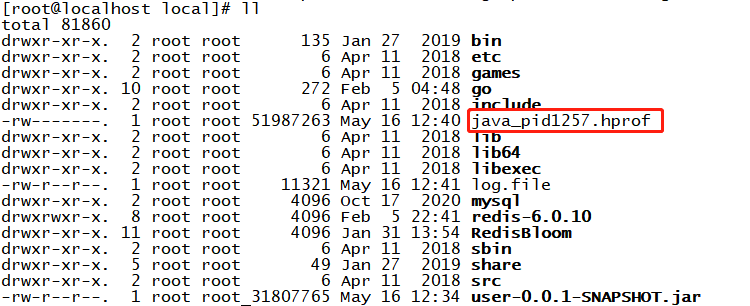 [root@localhost local]# ll
total 81860
drwxr-xr-x.  2 root root      135 Jan 27  2019 bin
drwxr-xr-x.  2 root root        6 Apr 11  2018 etc
drwxr-xr-x.  2 root root        6 Apr 11  2018 games
drwxr-xr-x. 10 root root      272 Feb  5 04:48 go
drwxr-xr-x.  2 root root        6 Apr 11  2018 include
-rw-------.  1 root root 51987263 May 16 12:40 java_pid1257.hprof
drwxr-xr-x.  2 root root        6 Apr 11  2018 lib
drwxr-xr-x.  2 root root        6 Apr 11  2018 lib64
drwxr-xr-x.  2 root root        6 Apr 11  2018 libexec
-rw-r--r--.  1 root root    11321 May 16 12:41 log.file
drwxr-xr-x.  2 root root     4096 Oct 17  2020 mysql
drwxrwxr-x.  8 root root     4096 Feb  5 22:41 redis-6.0.10
drwxr-xr-x. 11 root root     4096 Jan 31 13:54 RedisBloom
drwxr-xr-x.  2 root root        6 Apr 11  2018 sbin
drwxr-xr-x.  5 root root       49 Jan 27  2019 share
drwxr-xr-x.  2 root root        6 Apr 11  2018 src
-rw-r--r--.  1 root root 31807765 May 16 12:34 user-0.0.1-SNAPSHOT.jar